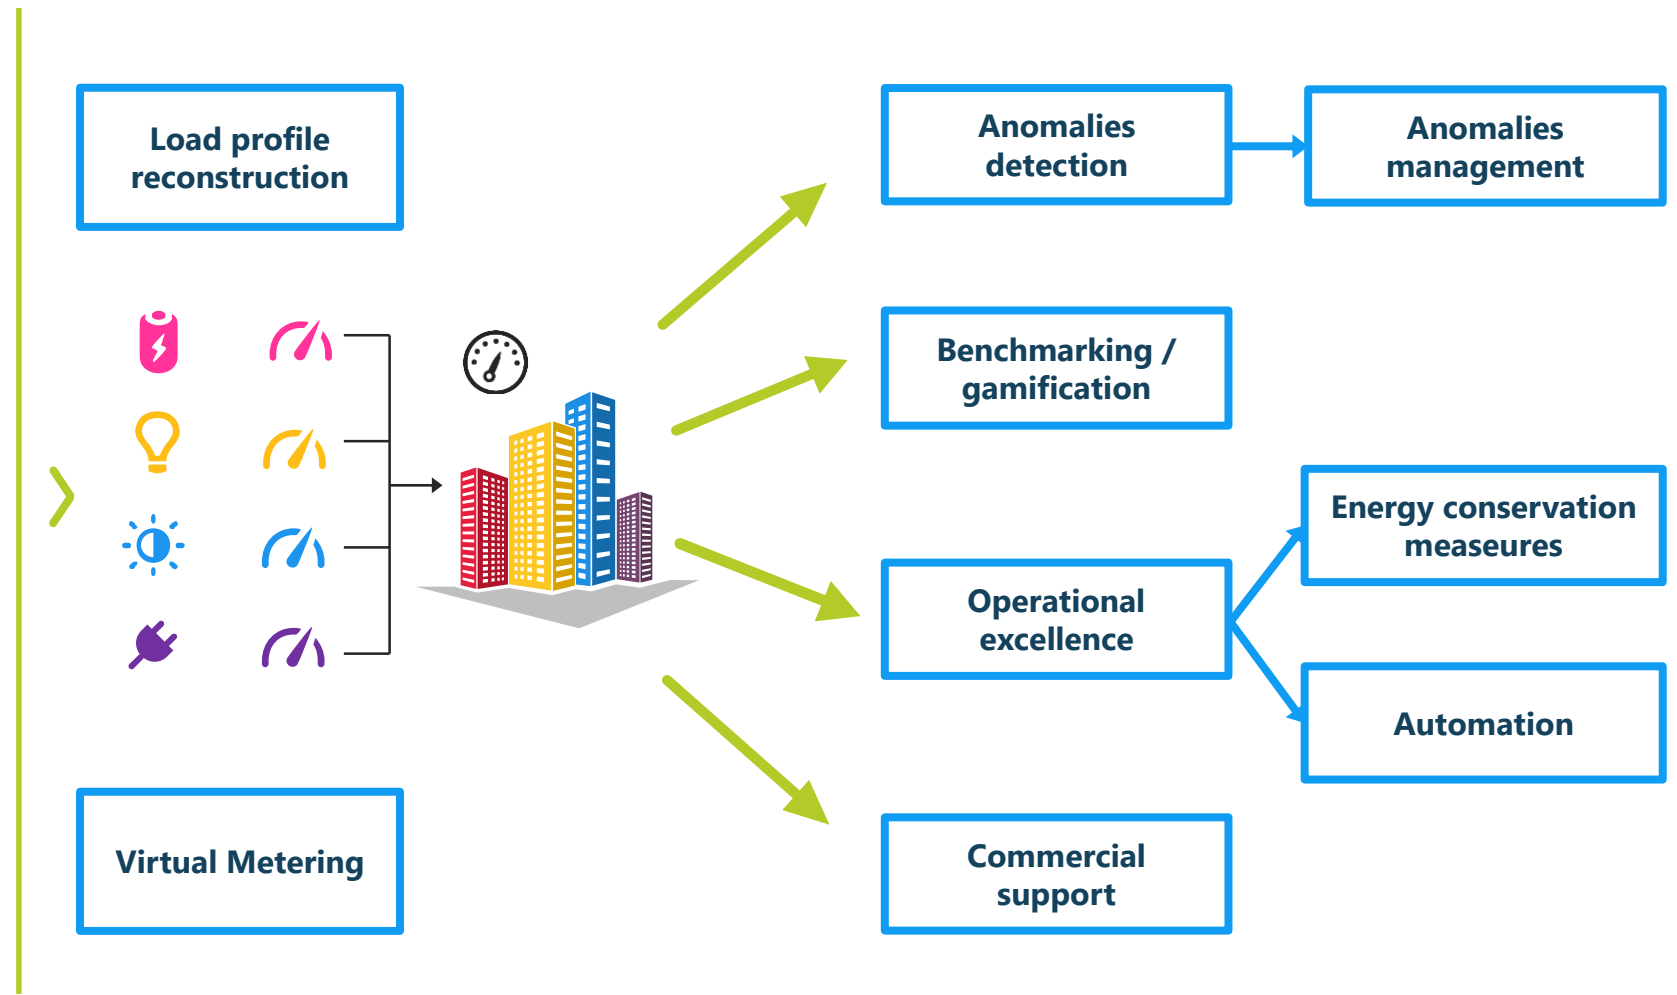 Load profile
reconstruction
Virtual Metering
Anomalies
detection
Anomalies
management
Benchmarking /
gamification
Operational
excellence
Energy conservation
measeures
Automation
Commercial
support